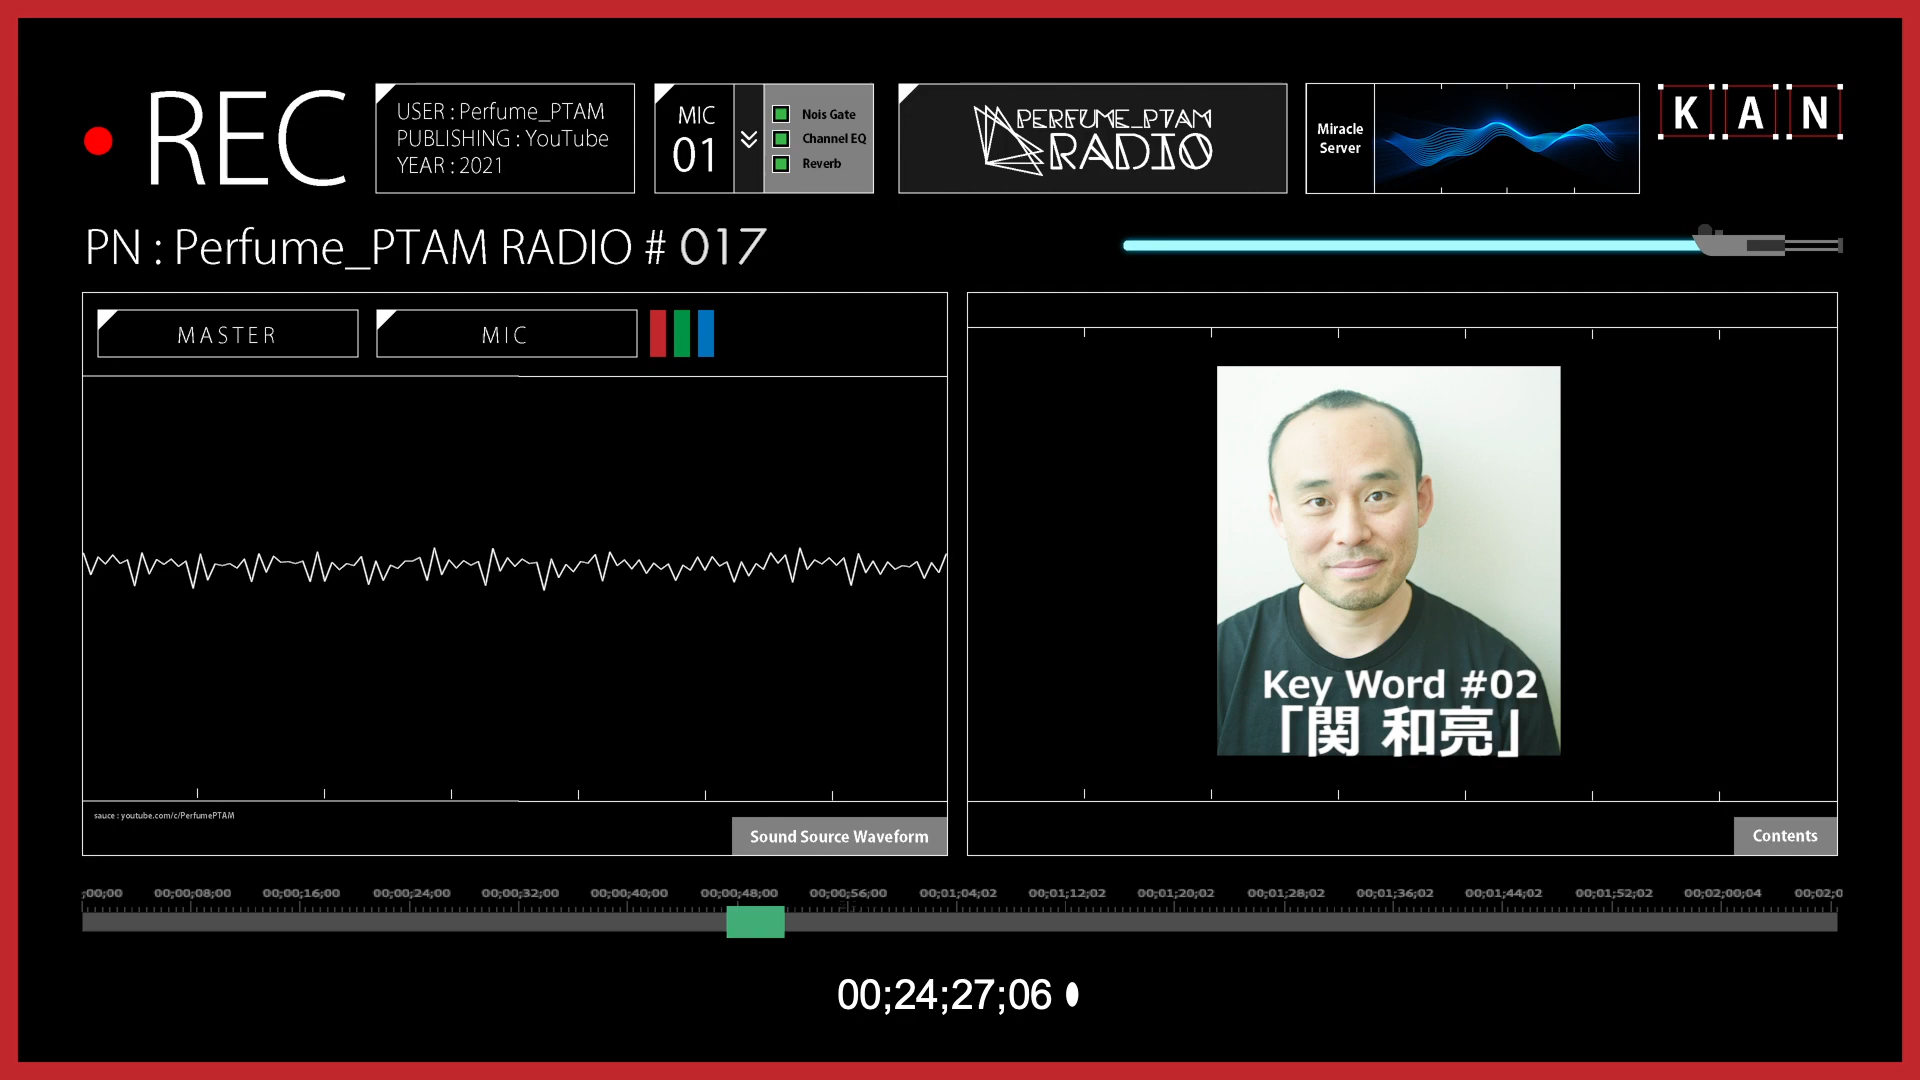 REC
USER : Perfume_PTAM
PUBLISHING : YouTube
YEAR : 2021
MIC
01
Nois Gate
Channel EQ
Reverb
PERFUME_PTAM
RADIO
Miracle
Server
K A N
PN : Perfume_PTAM RADIO # 017
MASTER
MIC
Key Word #02
「関 和亮」
sauce : youtube.com/c/PerfumePTAM
Sound Source Waveform
Contents
;00;00 00;00;08;00 00;00;16;00 00;00;24;00 00;00;32;00 00;00;40;00 00;00;48;00 00;00;56;00 00;01;04;02 00;01;12;02 00;01;20;02 00;01;28;02 00;01;36;02 00;01;44;02 00;01;52;02 00;02;00;04 00;02;0
00;24;27;06